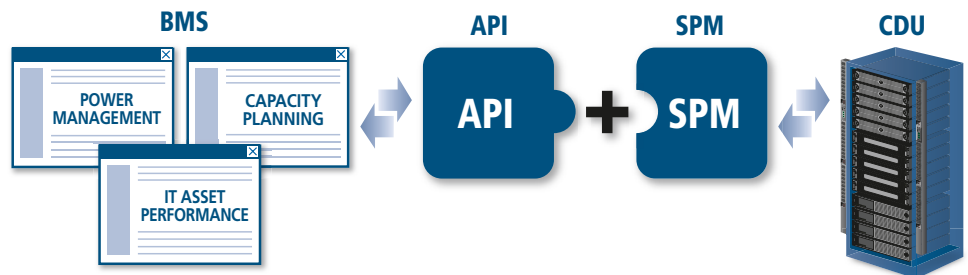 BMS
API
SPM
CDU
POWER
MANAGEMENT
CAPACITY
PLANNING
IT ASSET
PERFORMANCE
API
SPM